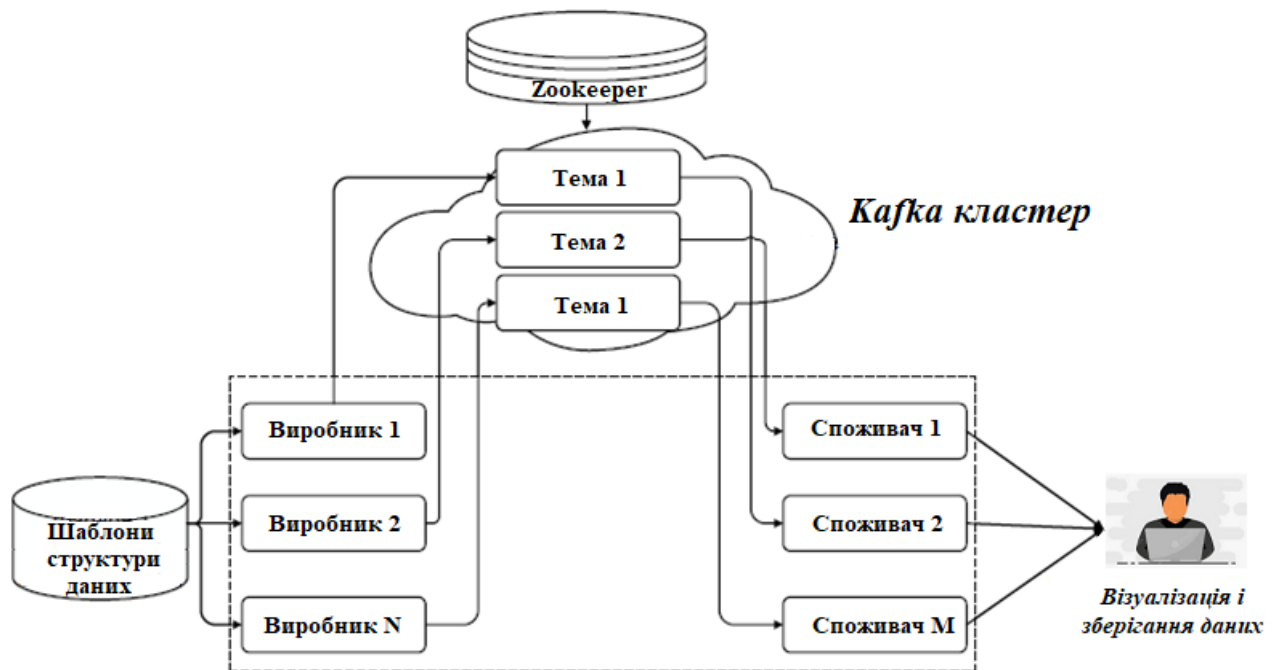 Zookeeper
Тема 1
Kafka кластер
Тема 2
Тема 1
Виробник 1
Споживач 1
Шаблони
структури
даних
Виробник 2
Споживач 2
Виробник N
Споживач M
Візуалізація і
зберігання даних